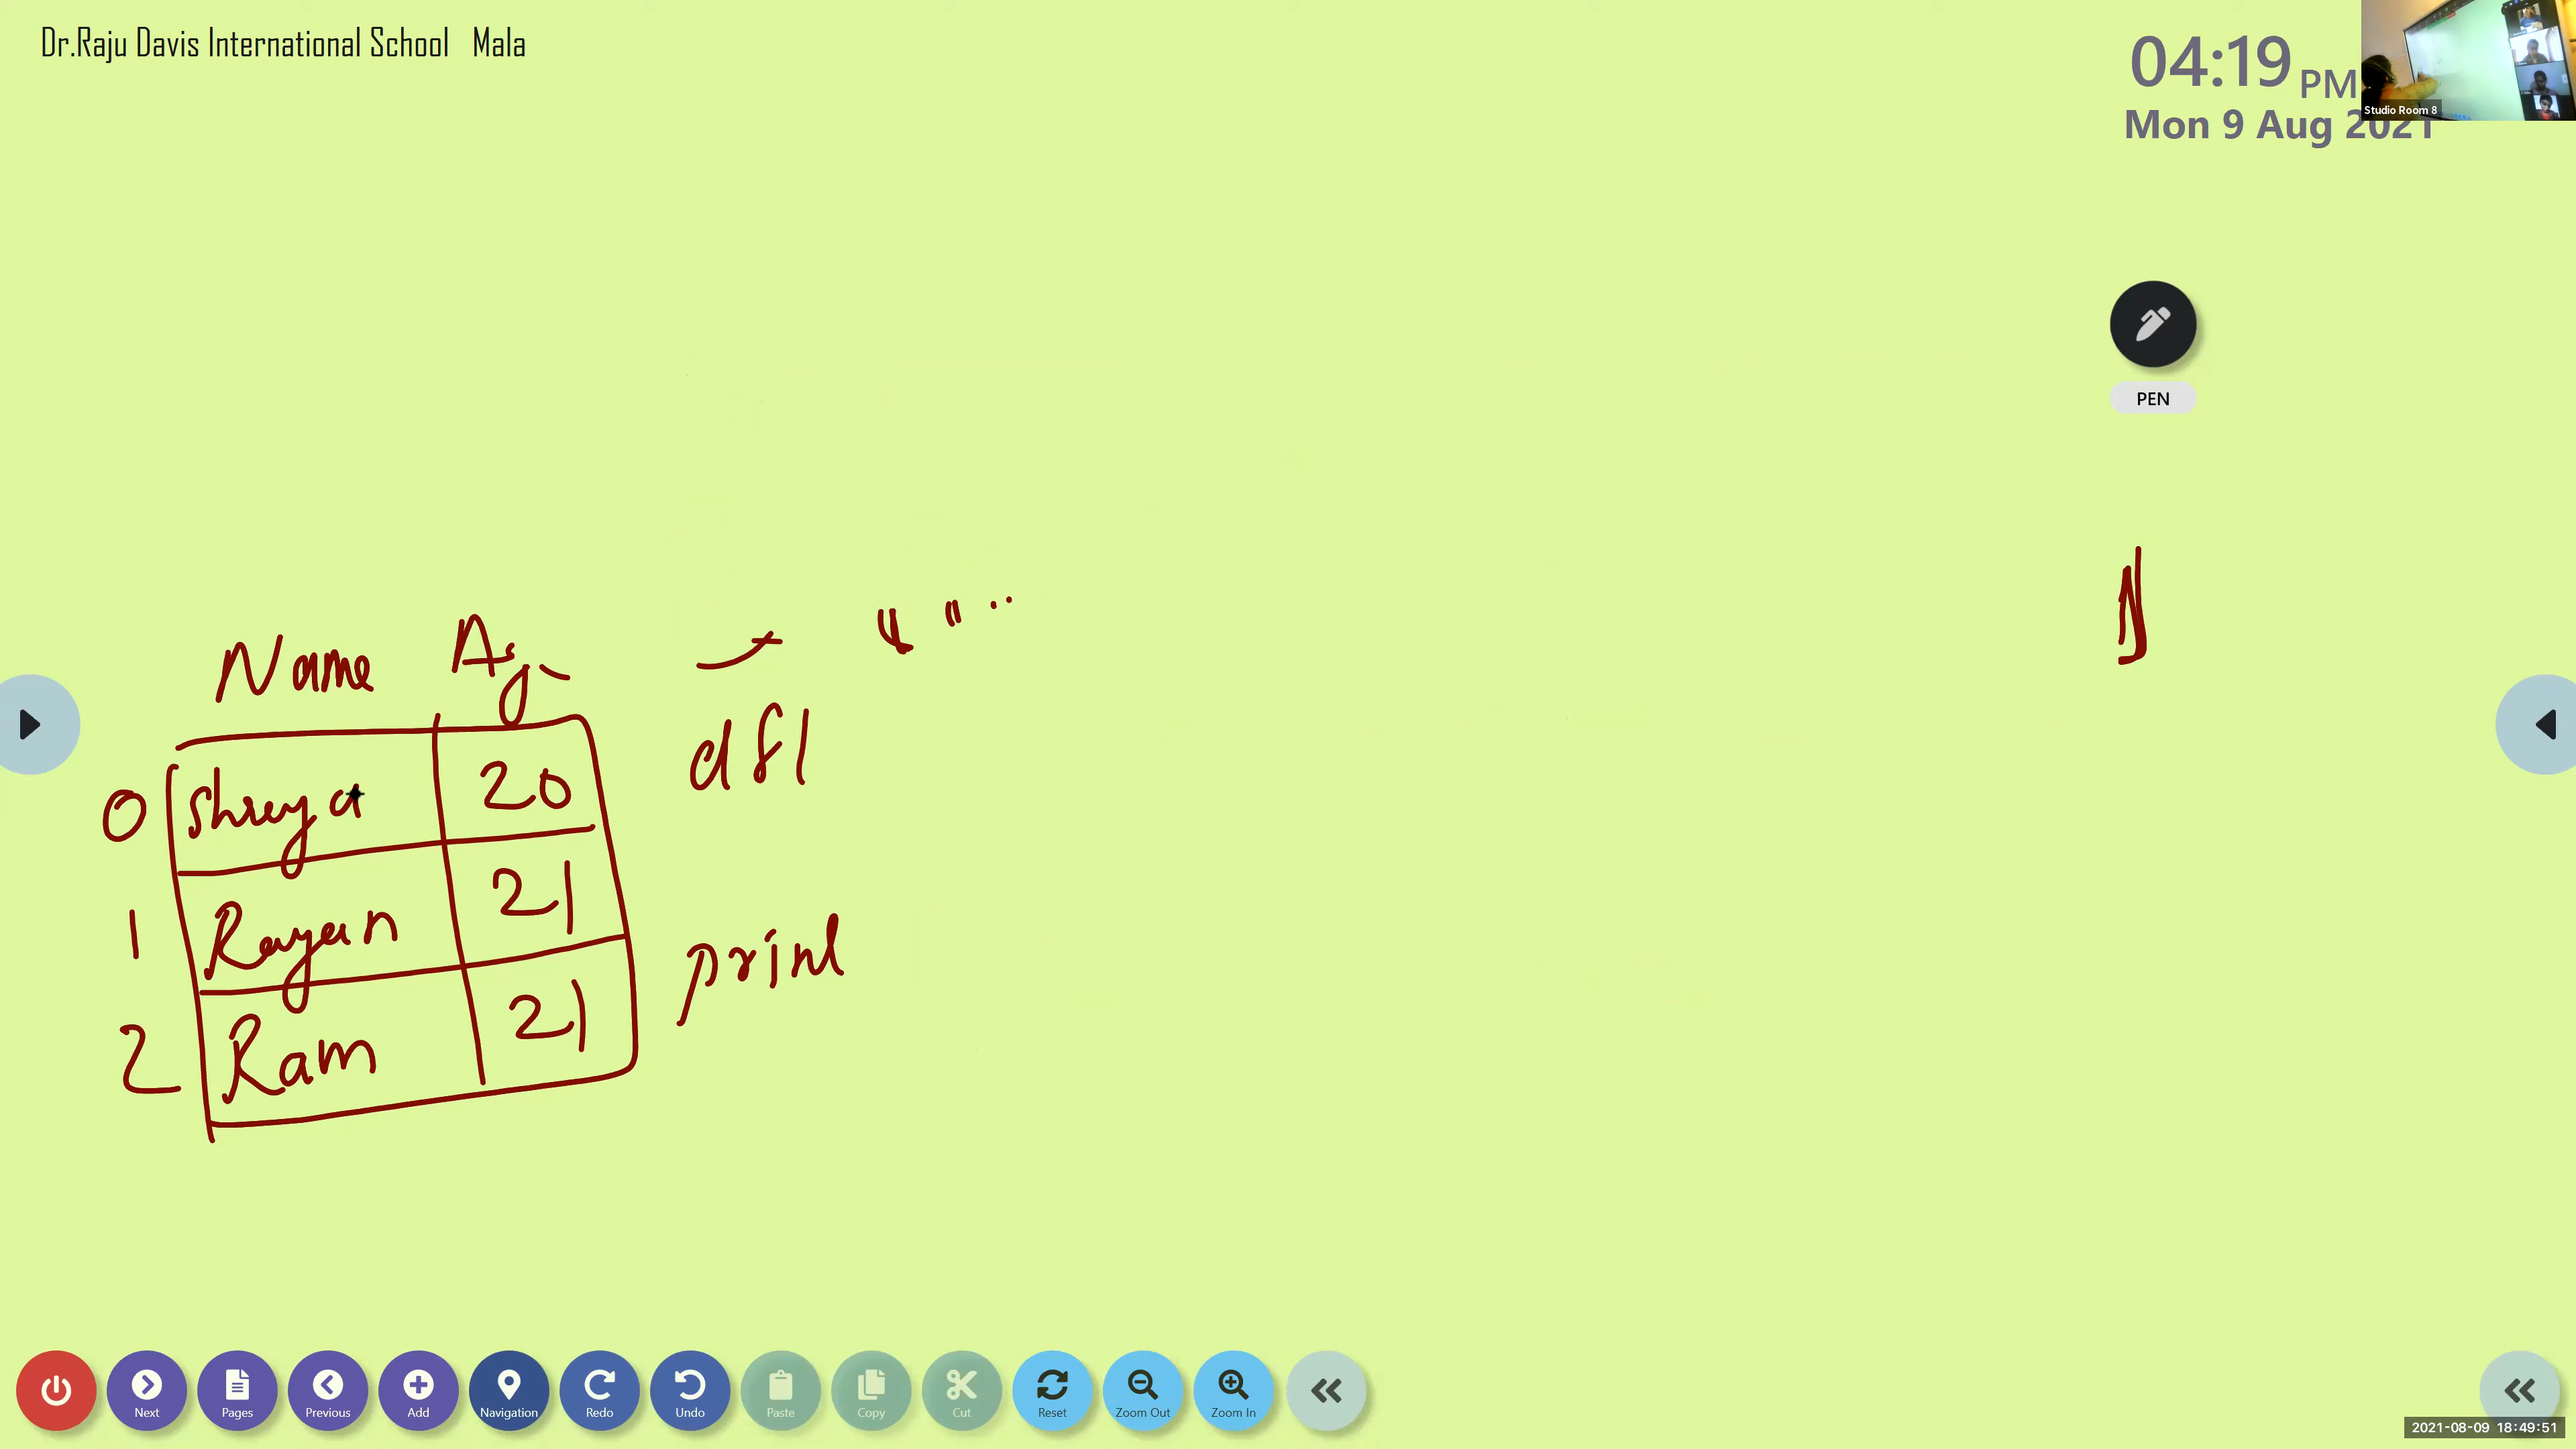 Dr.Raju Davis International School Mala
04:19 PM
Mon 9 Aug 2021
Studio Room 8
PEN
Name Age
0 Shreya 20
df1
1 Rayan 21
print
2 Ram 21
Next Pages Previous Add Navigation Redo Undo Paste Copy Cut Reset Zoom Out Zoom In
2021-08-09 18:49:51